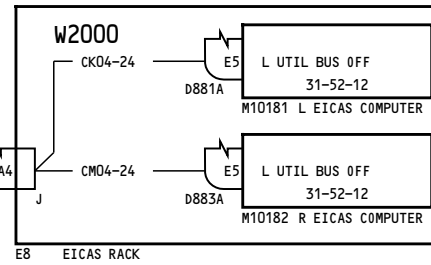 W2000
CK04-24
E5
L UTIL BUS OFF
31-52-12
D881A
M10181 L EICAS COMPUTER
A4
CM04-24
E5
L UTIL BUS OFF
31-52-12
J
D883A
M10182 R EICAS COMPUTER
E8 EICAS RACK